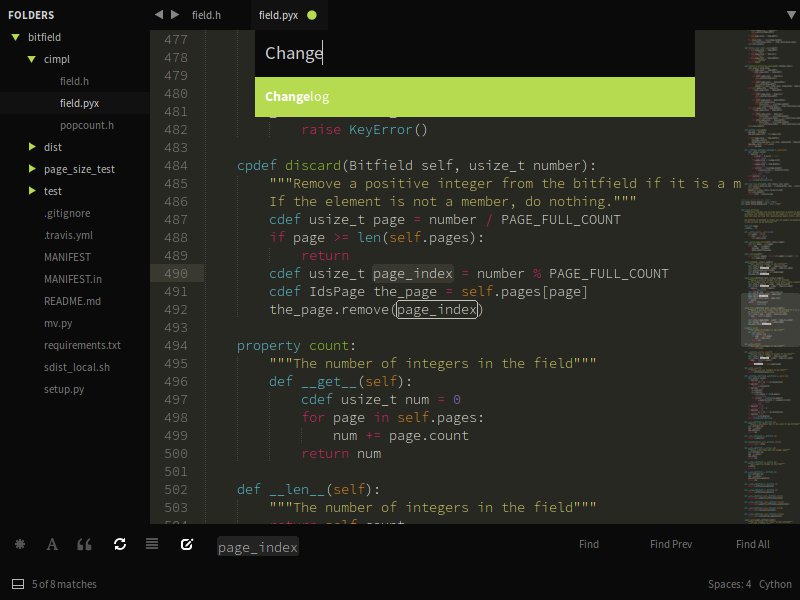 FOLDERS
bitfield
cimpl
field.h
field.pyx
popcount.h
dist
page_size_test
test
.gitignore
.travis.yml
MANIFEST
MANIFEST.in
README.md
mv.py
requirements.txt
sdist_local.sh
setup.py
field.h
field.pyx
Change
Changelog
477
478
479
480
481
482 raise KeyError()
483
484 cpdef discard(Bitfield self, usize_t number):
485 """Remove a positive integer from the bitfield if it is a m
486 If the element is not a member, do nothing."""
487 cdef usize_t page = number / PAGE_FULL_COUNT
488 if page >= len(self.pages):
489 return
490 cdef usize_t page_index = number % PAGE_FULL_COUNT
491 cdef IdsPage the_page = self.pages[page]
492 the_page.remove(page_index)
493
494 property count:
495 """The number of integers in the field"""
496 def __get__(self):
497 cdef usize_t num = 0
498 for page in self.pages:
499 num += page.count
500 return num
501
502 def __len__(self):
503 """The number of integers in the field"""
504 return self.count
page_index
Find
Find Prev
Find All
5 of 8 matches
Spaces: 4
Cython